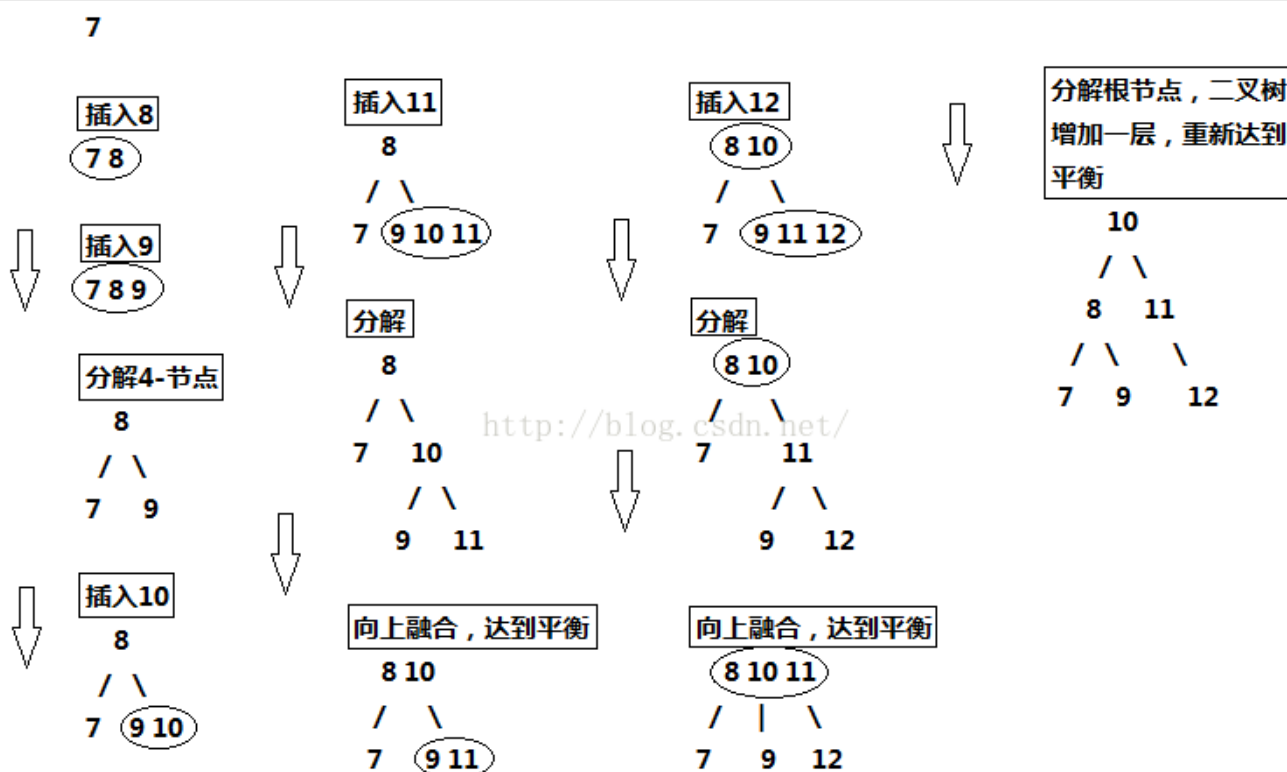 7
插入8
7 8
插入9
7 8 9
分解4-节点
8
/ \
7 9
插入10
8
/ \
7 9 10
插入11
8
/ \
7 9 10 11
分解
8
/ \
7 10
/ \
9 11
向上融合，达到平衡
8 10
/ \
7 9 11
插入12
8 10
/ \
7 9 11 12
分解
8 10
/ \
7 11
/ \
9 12
向上融合，达到平衡
8 10 11
/ | \
7 9 12
分解根节点，二叉树
增加一层，重新达到
平衡
10
/ \
8 11
/ \ \
7 9 12
http://blog.csdn.net/